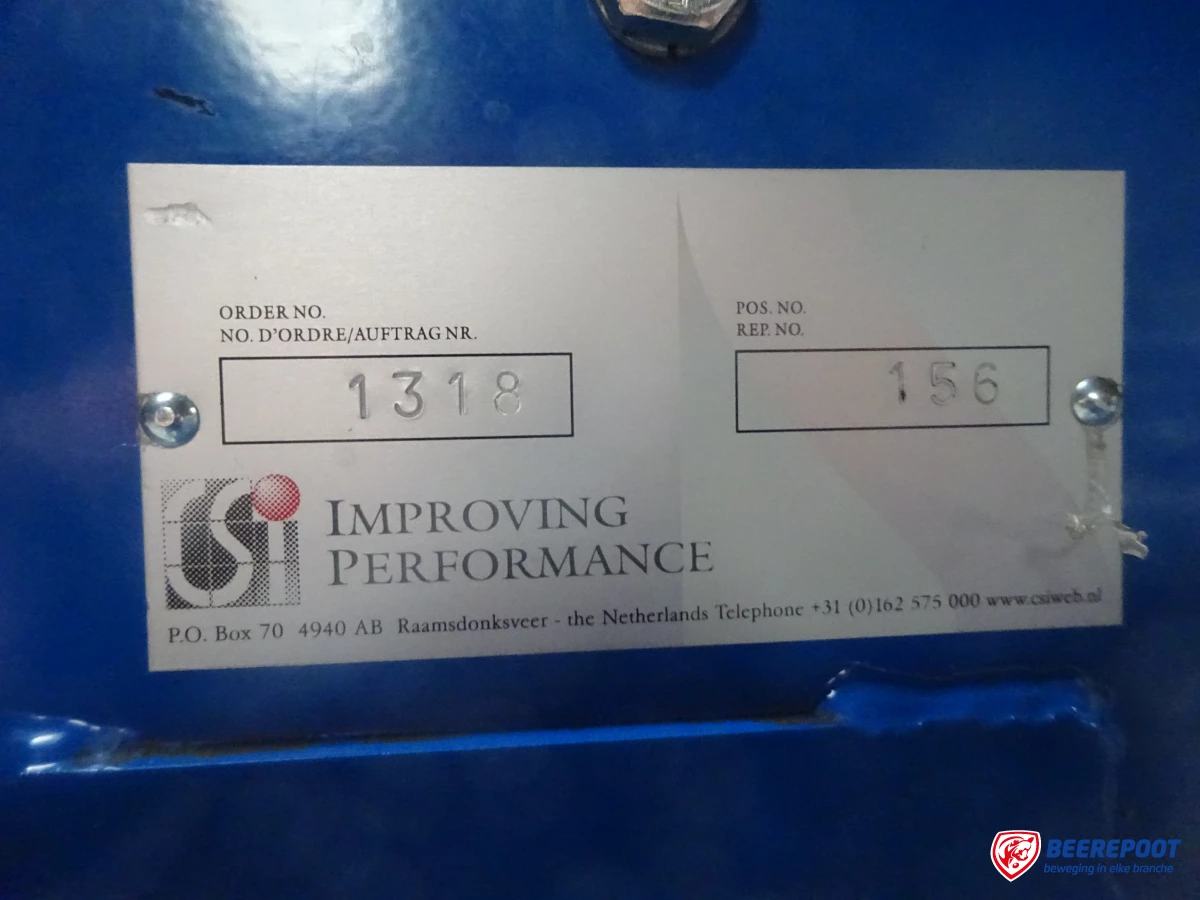 ORDER NO.
NO. D'ORDRE/AUFTRAG NR.
1318
POS. NO.
REP. NO.
156
CSi
IMPROVING
PERFORMANCE
P.O. Box 70 4940 AB Raamsdonksveer - the Netherlands Telephone +31 (0)162 575 000 www.csiweb.nl
BEEREPOOT
beweging in elke branche